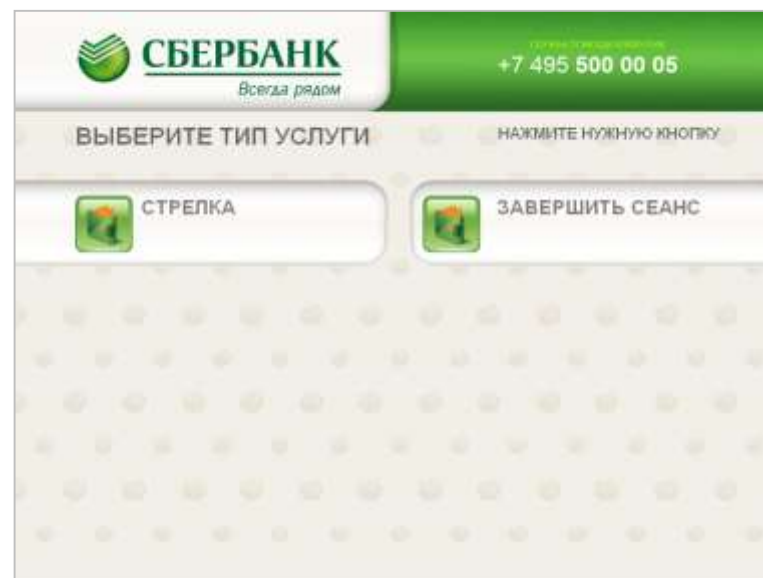 СБЕРБАНК
Всегда рядом
+7 495 500 00 05
ВЫБЕРИТЕ ТИП УСЛУГИ
НАЖМИТЕ НУЖНУЮ КНОПКУ
СТРЕЛКА
ЗАВЕРШИТЬ СЕАНС